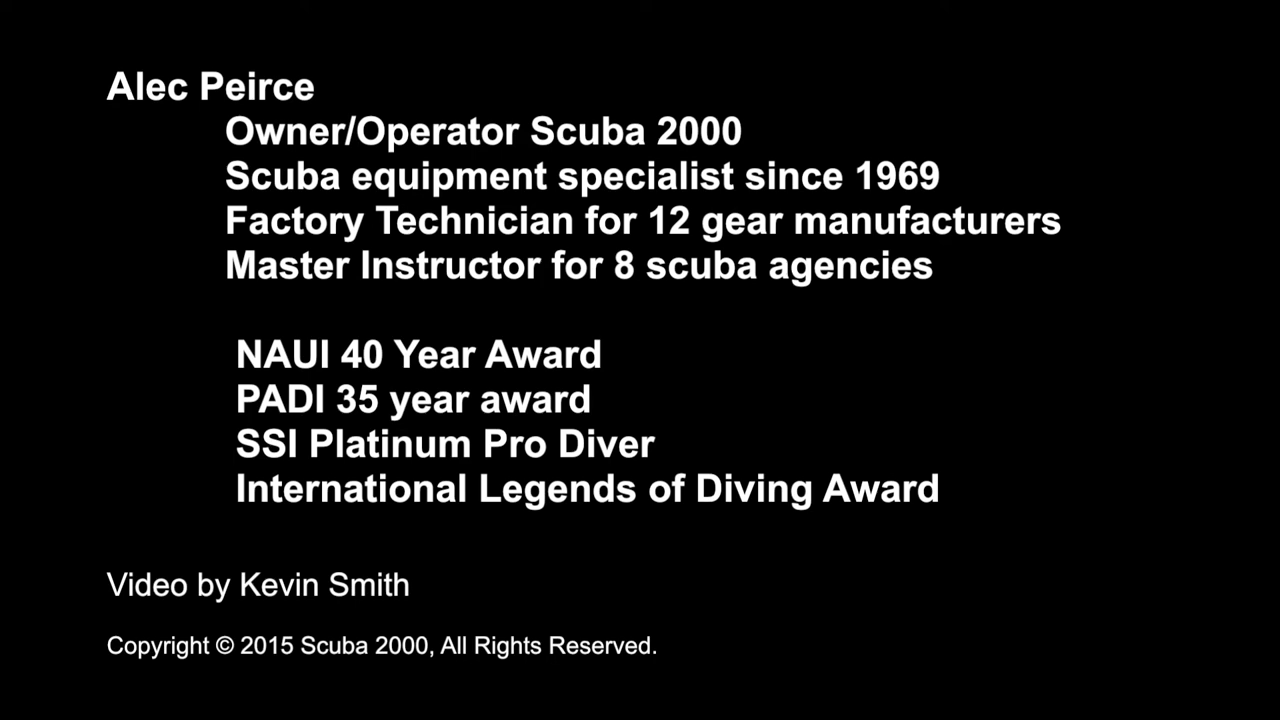 Alec Peirce
Owner/Operator Scuba 2000
Scuba equipment specialist since 1969
Factory Technician for 12 gear manufacturers
Master Instructor for 8 scuba agencies
NAUI 40 Year Award
PADI 35 year award
SSI Platinum Pro Diver
International Legends of Diving Award
Video by Kevin Smith
Copyright © 2015 Scuba 2000, All Rights Reserved.